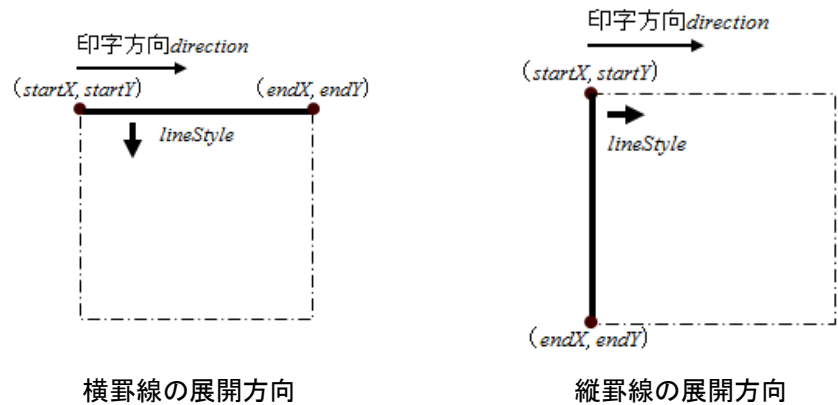 印字方向direction
(startX, startY)
(endX, endY)
lineStyle
横罫線の展開方向
印字方向direction
(startX, startY)
lineStyle
(endX, endY)
縦罫線の展開方向